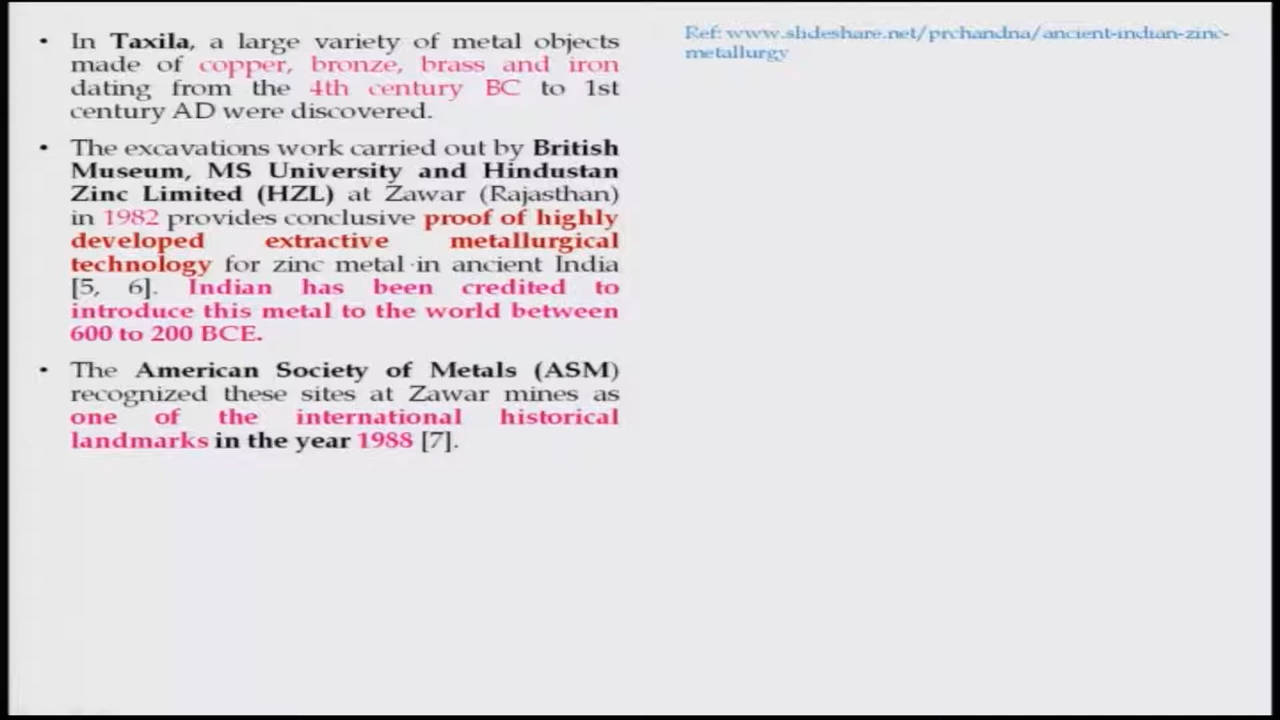 • In Taxila, a large variety of metal objects
made of copper, bronze, brass and iron
dating from the 4th century BC to 1st
century AD were discovered.
• The excavations work carried out by British
Museum, MS University and Hindustan
Zinc Limited (HZL) at Zawar (Rajasthan)
in 1982 provides conclusive proof of highly
developed extractive metallurgical
technology for zinc metal in ancient India
[5, 6]. Indian has been credited to
introduce this metal to the world between
600 to 200 BCE.
• The American Society of Metals (ASM)
recognized these sites at Zawar mines as
one of the international historical
landmarks in the year 1988 [7].
Ref: www.slideshare.net/prchandna/ancient-indian-zinc-
metallurgy